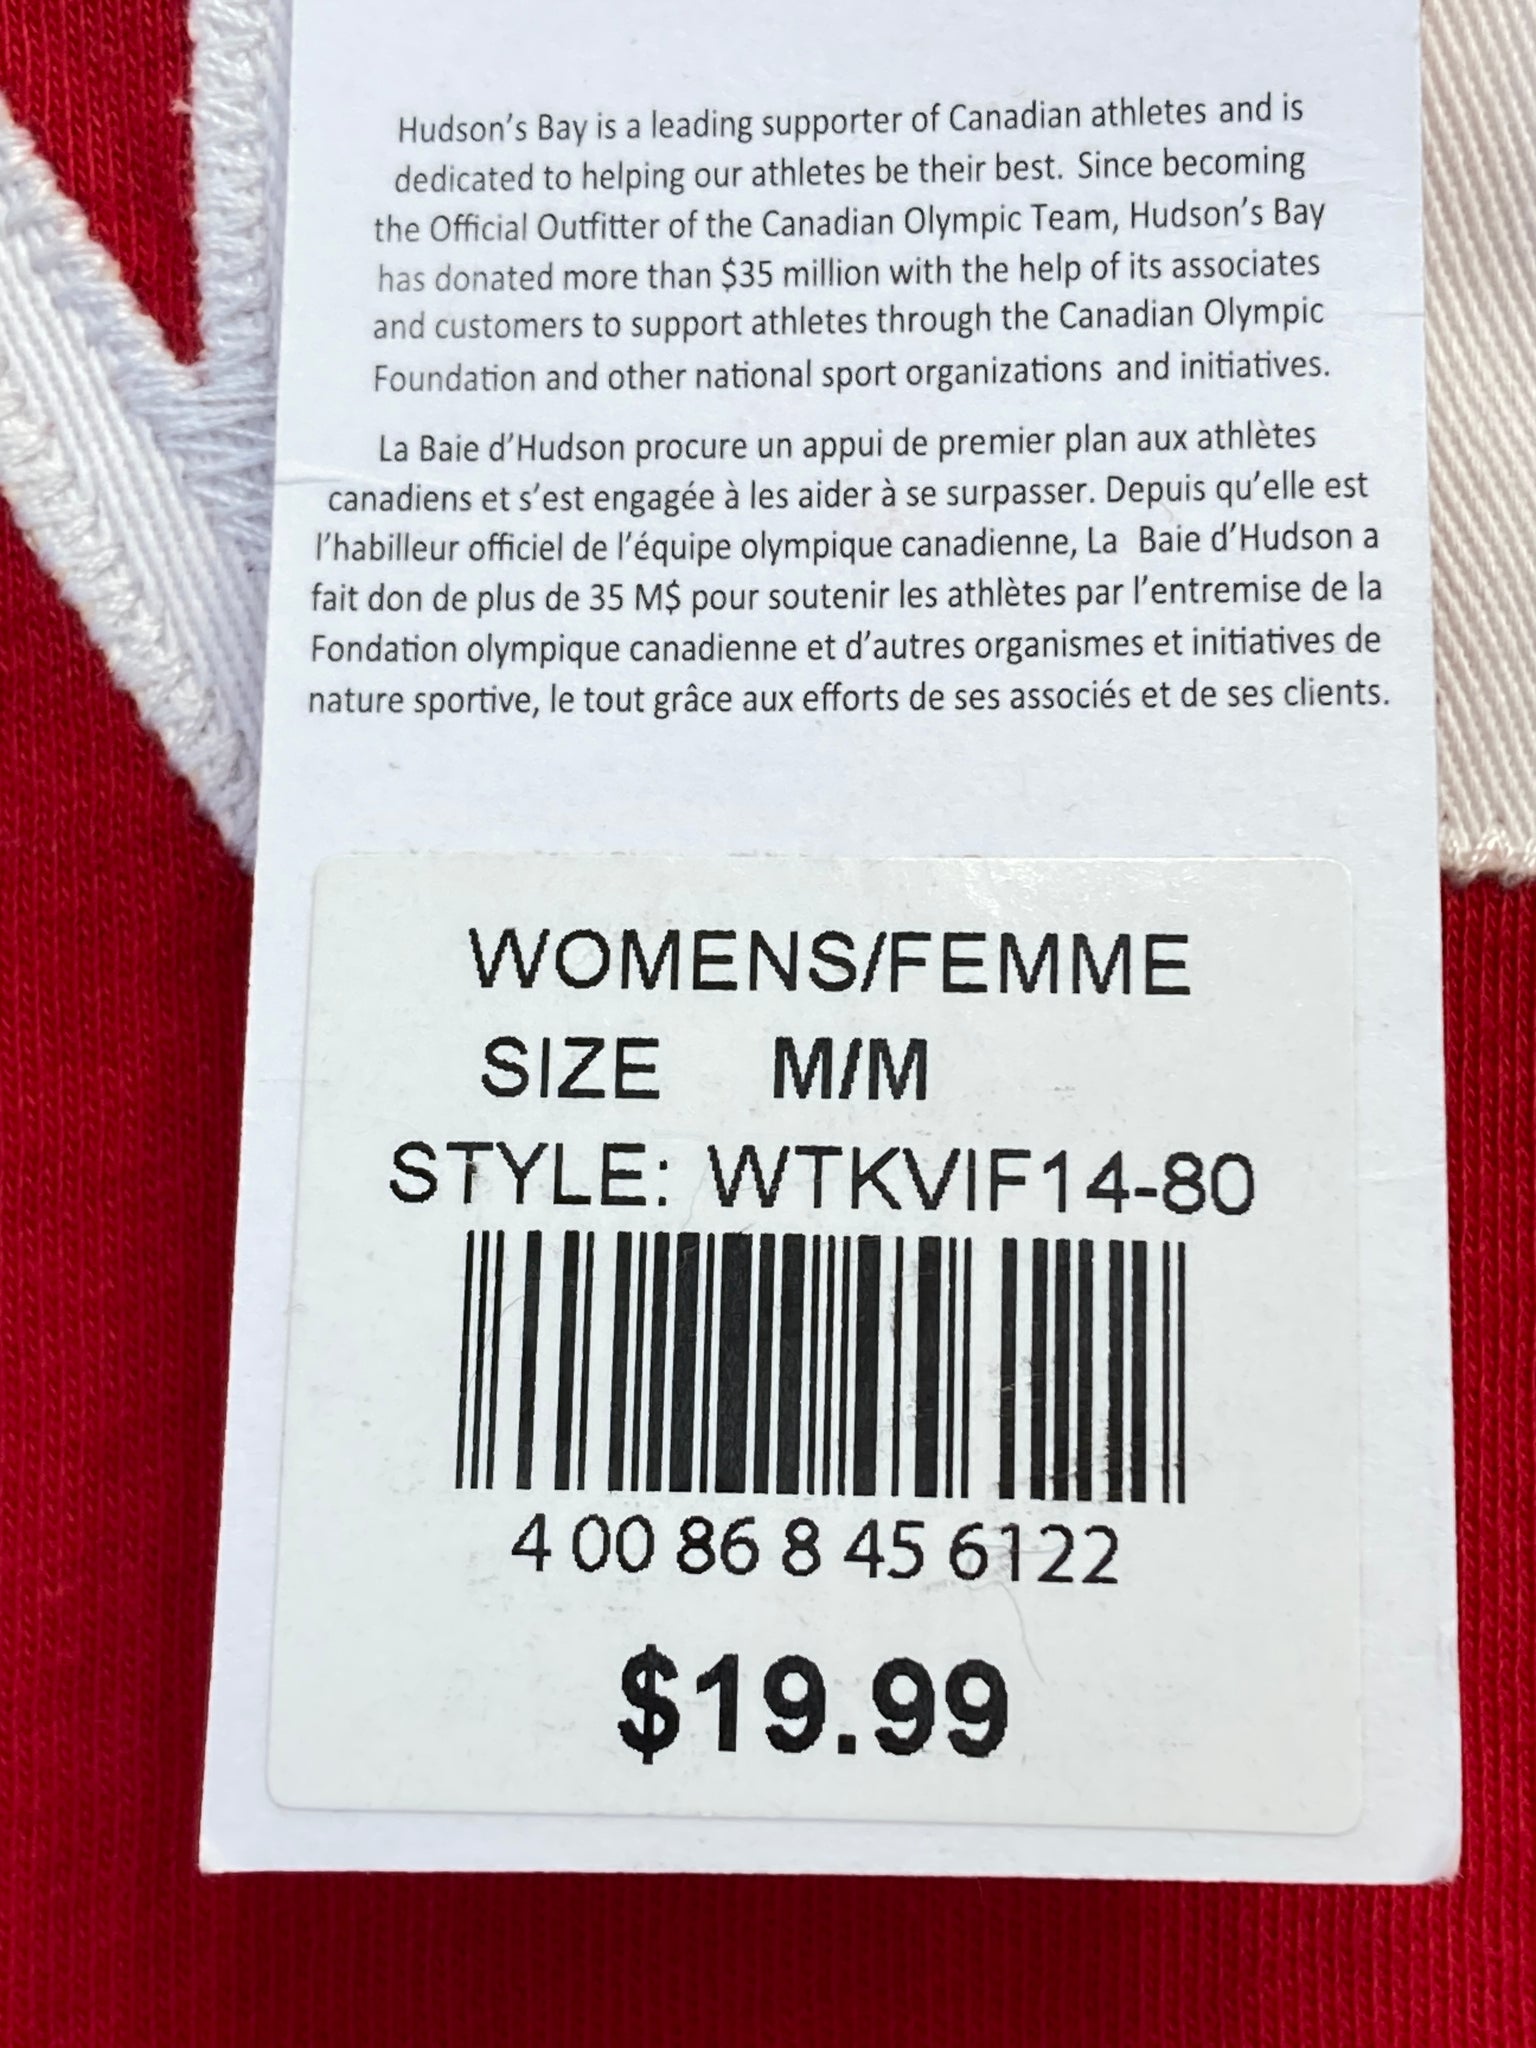 Hudson's Bay is a leading supporter of Canadian athletes and is
dedicated to helping our athletes be their best. Since becoming
the Official Outfitter of the Canadian Olympic Team, Hudson's Bay
has donated more than $35 million with the help of its associates
and customers to support athletes through the Canadian Olympic
Foundation and other national sport organizations and initiatives.
La Baie d'Hudson procure un appui de premier plan aux athlètes
canadiens et s'est engagée à les aider à se surpasser. Depuis qu'elle est
l'habilleur officiel de l'équipe olympique canadienne, La Baie d'Hudson a
fait don de plus de 35 M$ pour soutenir les athlètes par l'entremise de la
Fondation olympique canadienne et d'autres organismes et initiatives de
nature sportive, le tout grâce aux efforts de ses associés et de ses clients.
WOMENS/FEMME
SIZE M/M
STYLE: WTKVIF14-80
4 00 86 8 45 6122
$19.99